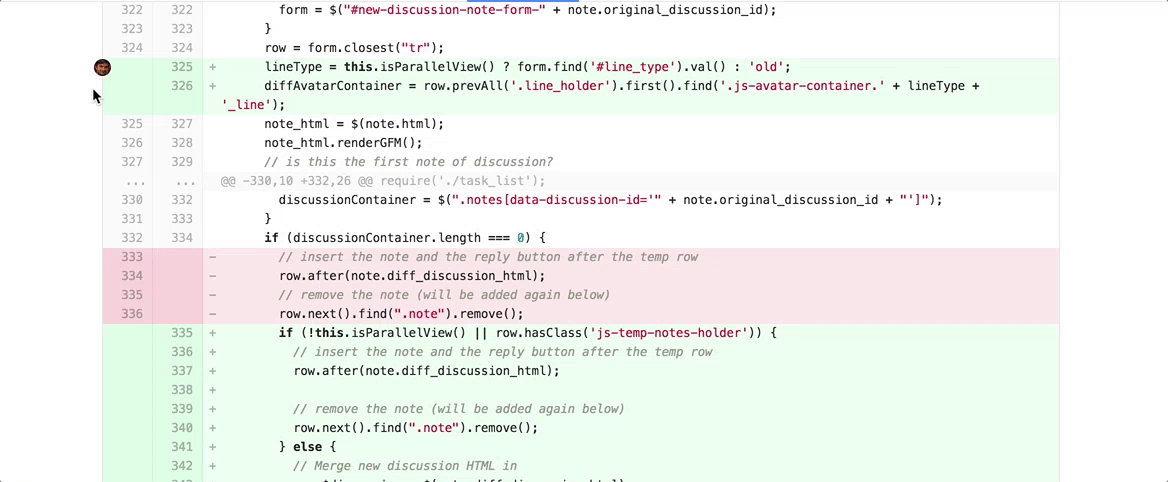 322 322 form = $("#new-discussion-note-form-" + note.original_discussion_id);
323 323 }
324 324 row = form.closest("tr");
325 + lineType = this.isParallelView() ? form.find('#line_type').val() : 'old';
326 + diffAvatarContainer = row.prevAll('.line_holder').first().find('.js-avatar-container.' + lineType +
'_line');
325 327 note_html = $(note.html);
326 328 note_html.renderGFM();
327 329 // is this the first note of discussion?
... ... @@ -330,10 +332,26 @@ require('./task_list');
330 332 discussionContainer = $(".notes[data-discussion-id='" + note.original_discussion_id + "']");
331 333 }
332 334 if (discussionContainer.length === 0) {
333 - // insert the note and the reply button after the temp row
334 - row.after(note.diff_discussion_html);
335 - // remove the note (will be added again below)
336 - row.next().find(".note").remove();
335 + if (!this.isParallelView() || row.hasClass('js-temp-notes-holder')) {
336 + // insert the note and the reply button after the temp row
337 + row.after(note.diff_discussion_html);
338 +
339 + // remove the note (will be added again below)
340 + row.next().find(".note").remove();
341 + } else {
342 + // Merge new discussion HTML in